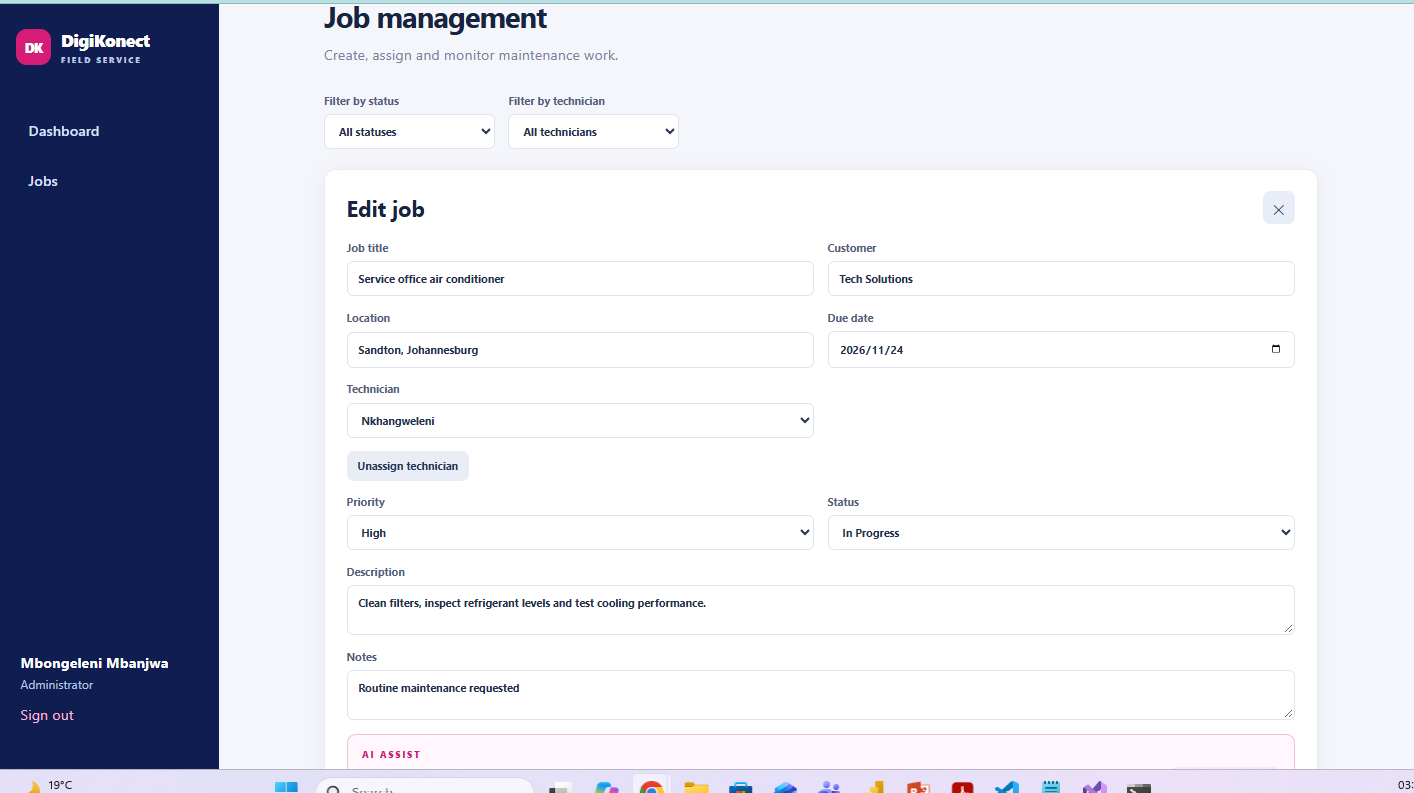 DK
DigiKonect
FIELD SERVICE
Dashboard
Jobs
Mbongeleni Mbanjwa
Administrator
Sign out
Job management
Create, assign and monitor maintenance work.
Filter by status
Filter by technician
All statuses
All technicians
Edit job
Job title
Customer
Service office air conditioner
Tech Solutions
Location
Due date
Sandton, Johannesburg
2026/11/24
Technician
Nkhangweleni
Unassign technician
Priority
Status
High
In Progress
Description
Clean filters, inspect refrigerant levels and test cooling performance.
Notes
Routine maintenance requested
AI ASSIST
19°C